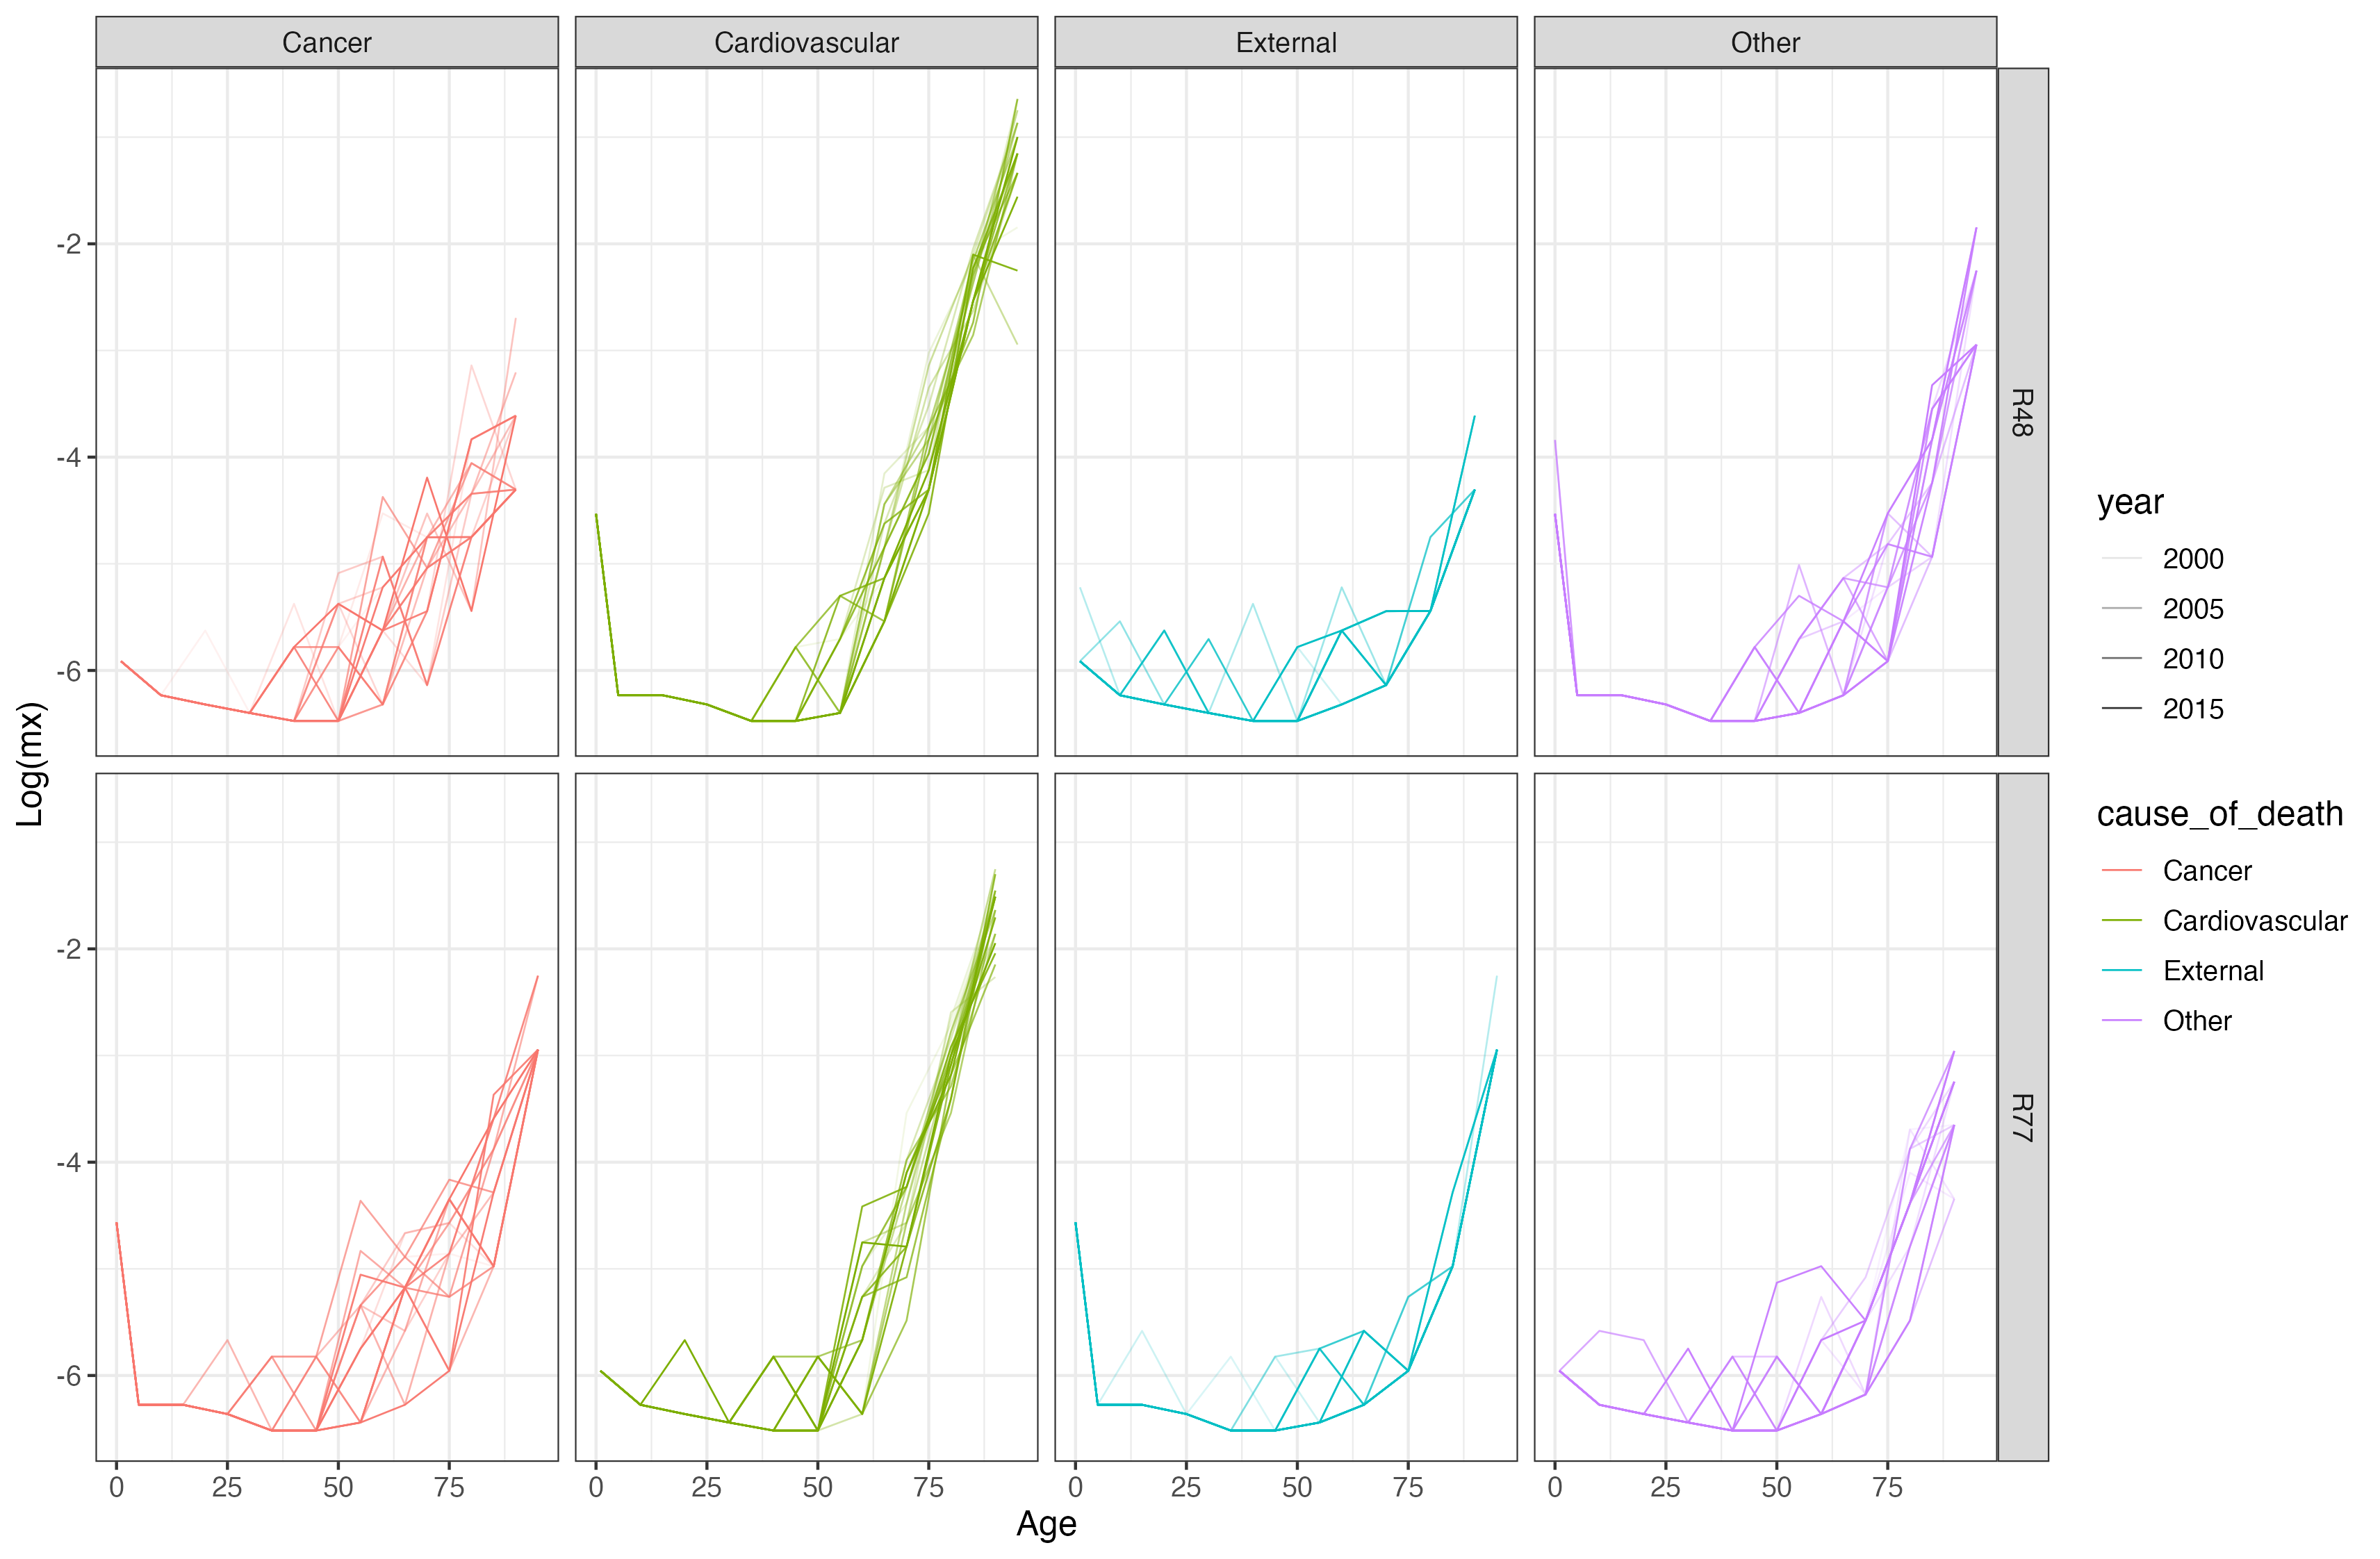 Cancer Cardiovascular External Other
-2
-4
-6
R48
-2
-4
-6
R77
0 25 50 75 0 25 50 75 0 25 50 75 0 25 50 75
Age
Log(mx)
year
2000
2005
2010
2015
cause_of_death
Cancer
Cardiovascular
External
Other